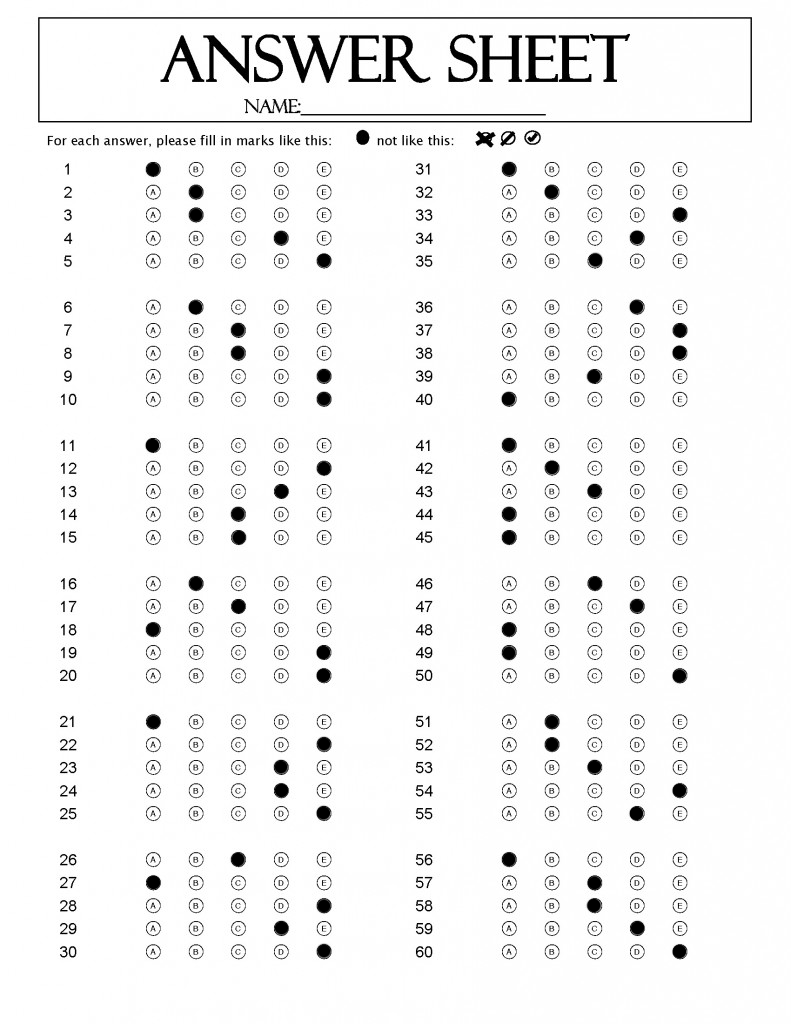 ANSWER SHEET
NAME:
For each answer, please fill in marks like this: not like this:
1 B C D E 31 B C D E
2 A C D E 32 A C D E
3 A C D E 33 A B C D
4 A B C E 34 A B C E
5 A B C D 35 A B D E
6 A C D E 36 A B C E
7 A B D E 37 A B C D
8 A B D E 38 A B C D
9 A B C D 39 A B D E
10 A B C D 40 B C D E
11 B C D E 41 B C D E
12 A B C D 42 A C D E
13 A B C E 43 A B D E
14 A B D E 44 B C D E
15 A B D E 45 B C D E
16 A C D E 46 A B D E
17 A B D E 47 A B C E
18 B C D E 48 B C D E
19 A B C D 49 B C D E
20 A B C D 50 A B C D
21 B C D E 51 A C D E
22 A B C D 52 A C D E
23 A B C E 53 A B D E
24 A B C E 54 A B C D
25 A B C D 55 A B C E
26 A B D E 56 B C D E
27 B C D E 57 A B D E
28 A B C D 58 A B D E
29 A B C E 59 A B C E
30 A B C D 60 A B C D